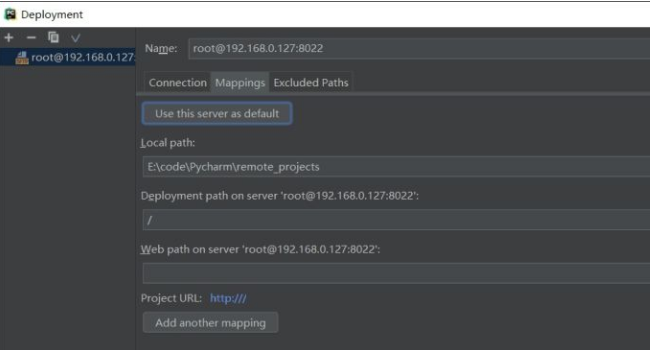 Deployment
Name: root@192.168.0.127:8022
root@192.168.0.127:
Connection Mappings Excluded Paths
Use this server as default
Local path:
E:\code\Pycharm\remote_projects
Deployment path on server 'root@192.168.0.127:8022':
/
Web path on server 'root@192.168.0.127:8022':
Project URL: http:///
Add another mapping